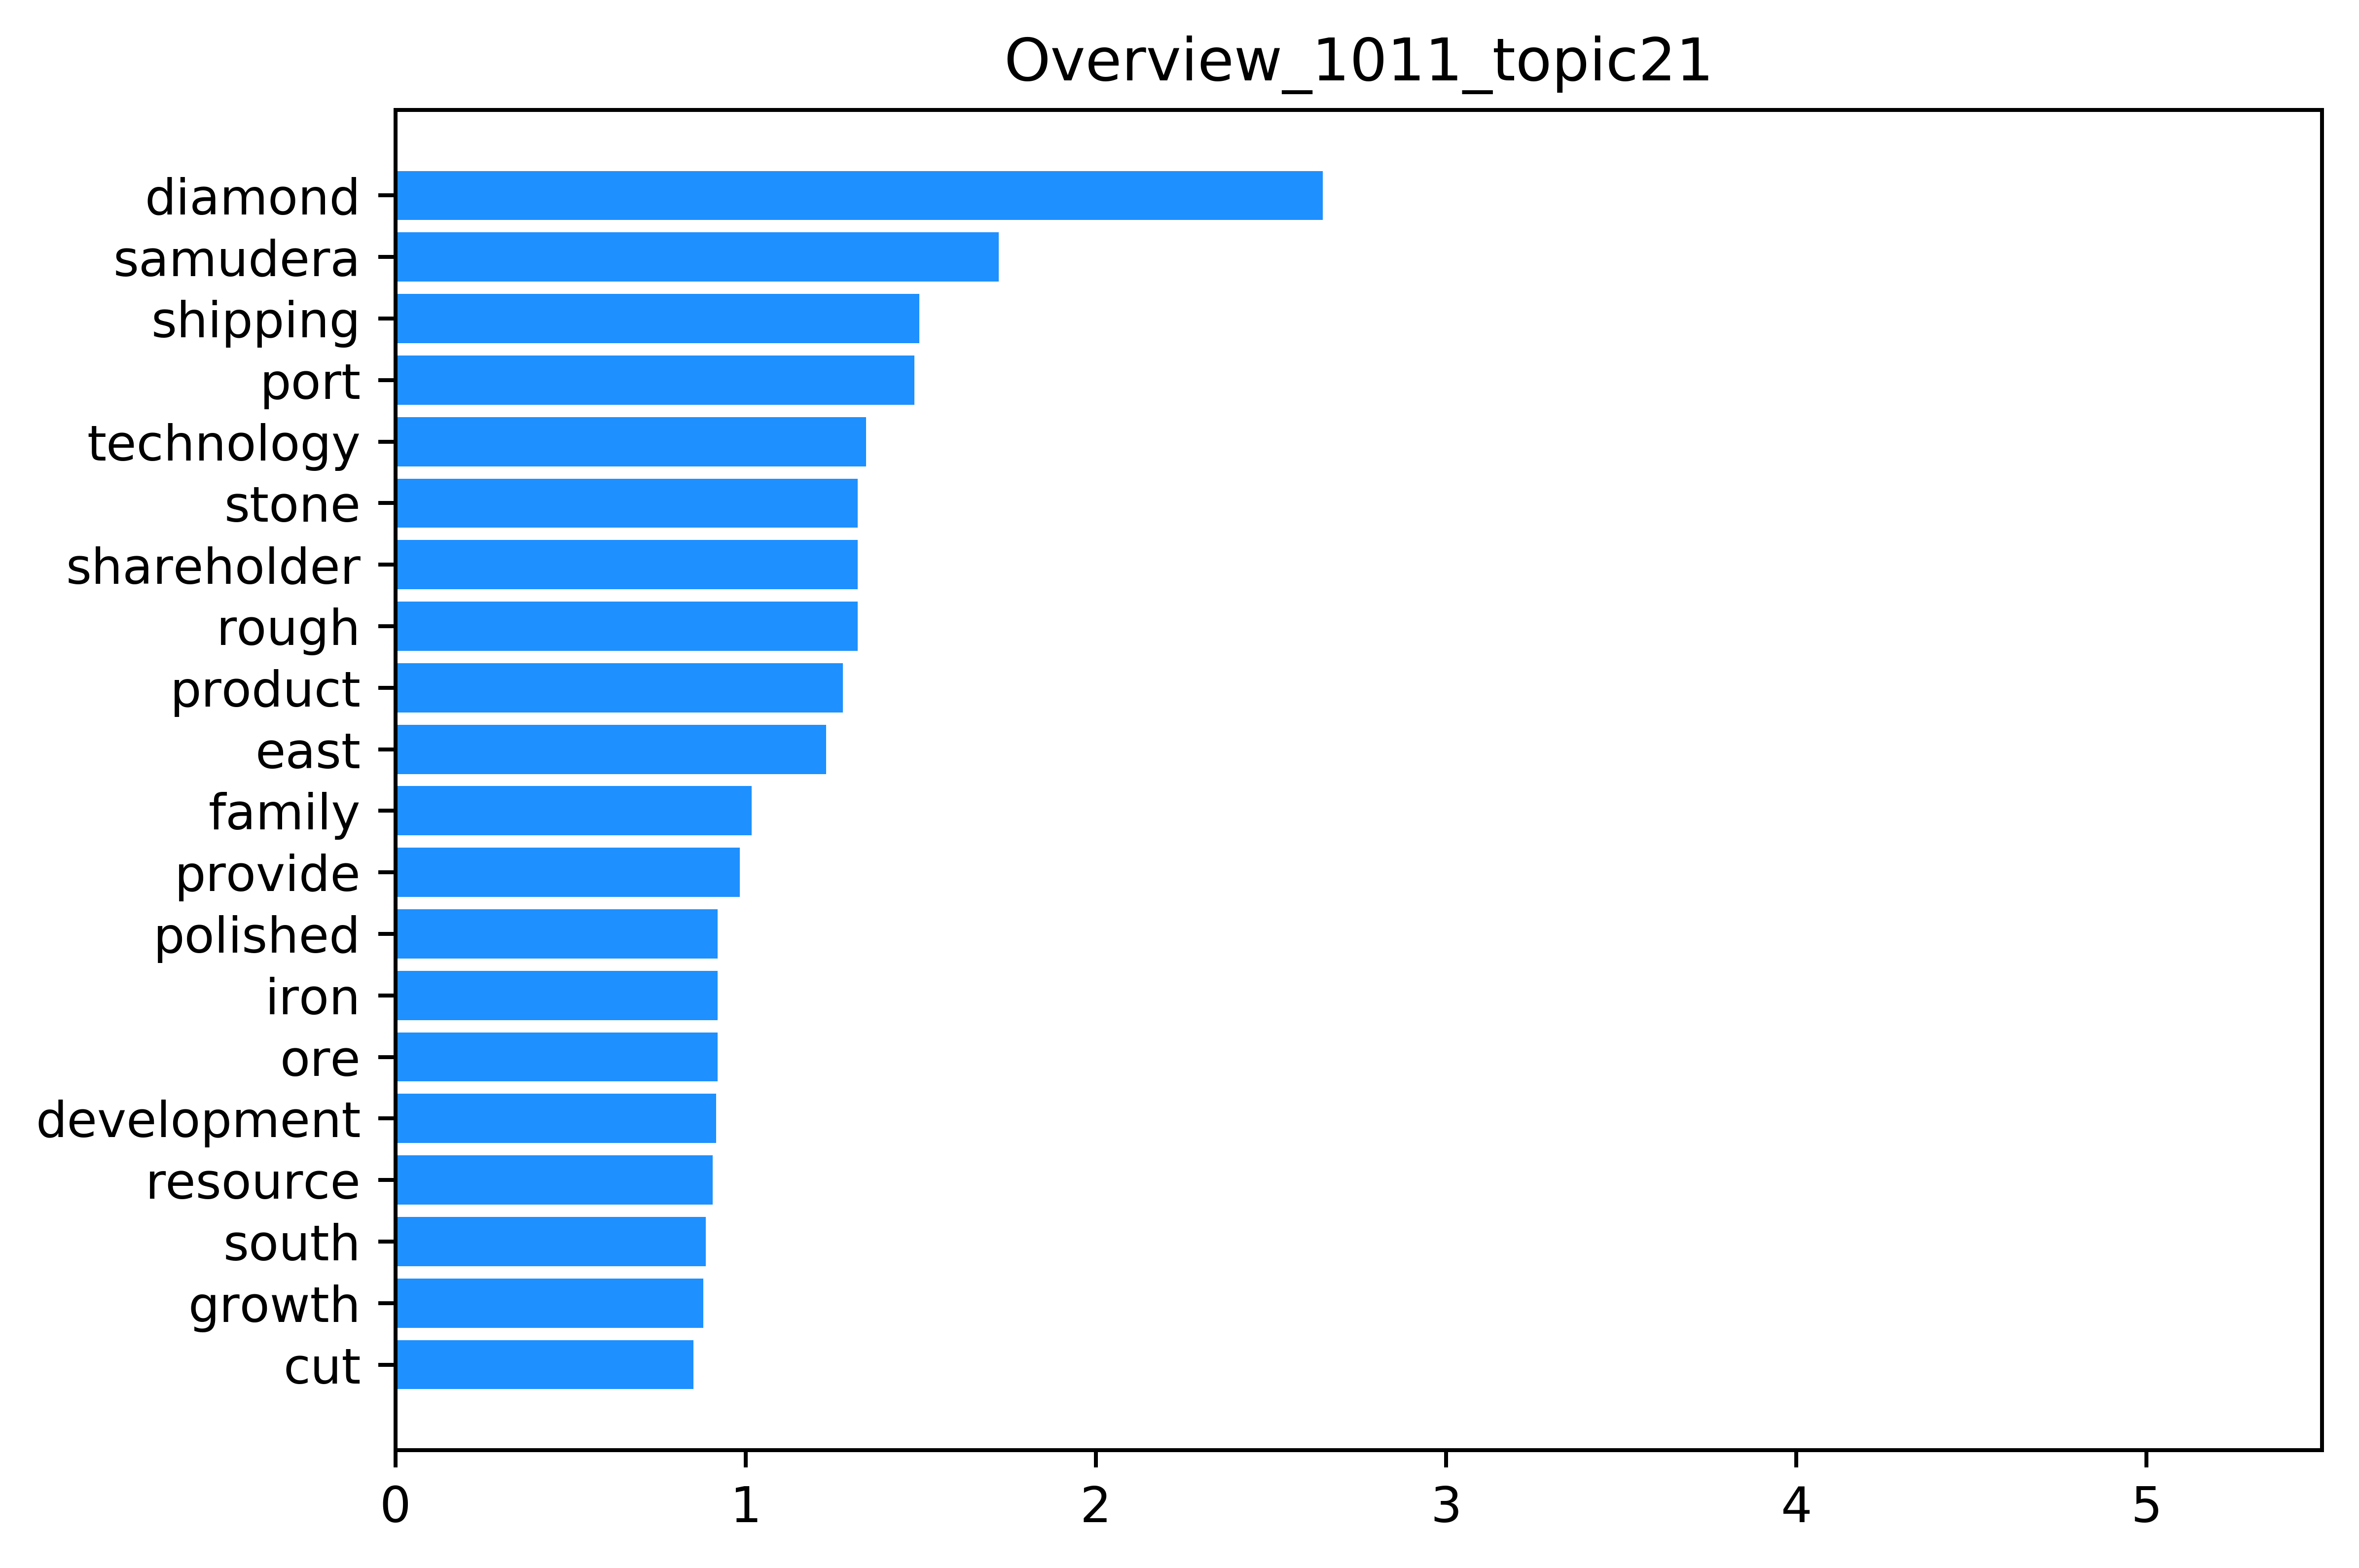 Overview_1011_topic21
diamond
samudera
shipping
port
technology
stone
shareholder
rough
product
east
family
provide
polished
iron
ore
development
resource
south
growth
cut
0 1 2 3 4 5